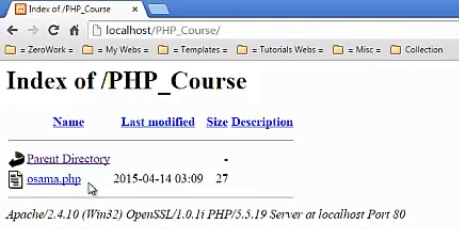 Index of /PHP_Course
localhost/PHP_Course/
= ZeroWork = = My Webs = = Templates = = Tutorials Webs = = Misc = Collection
Index of /PHP_Course
Name Last modified Size Description
Parent Directory -
osama.php 2015-04-14 03:09 27
Apache/2.4.10 (Win32) OpenSSL/1.0.1i PHP/5.5.19 Server at localhost Port 80